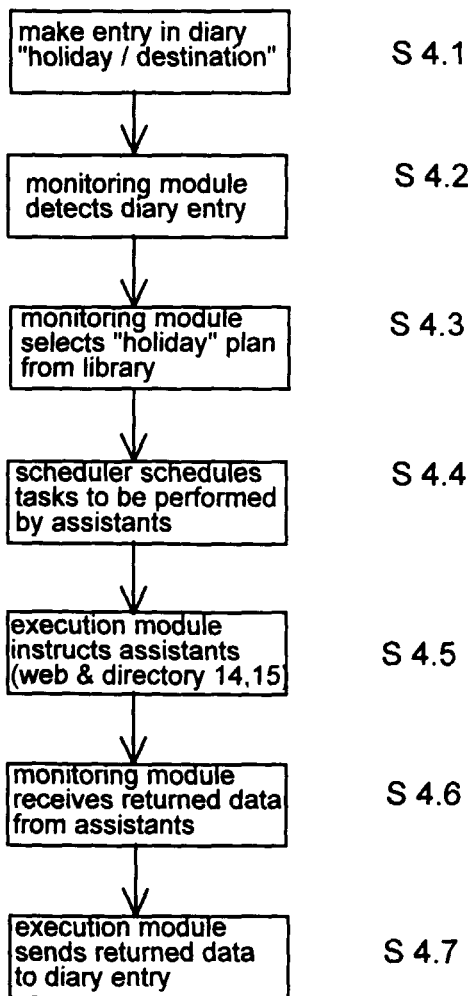 make entry in diary
"holiday / destination"
S 4.1
monitoring module
detects diary entry
S 4.2
monitoring module
selects "holiday" plan
from library
S 4.3
scheduler schedules
tasks to be performed
by assistants
S 4.4
execution module
instructs assistants
(web & directory 14,15)
S 4.5
monitoring module
receives returned data
from assistants
S 4.6
execution module
sends returned data
to diary entry
S 4.7